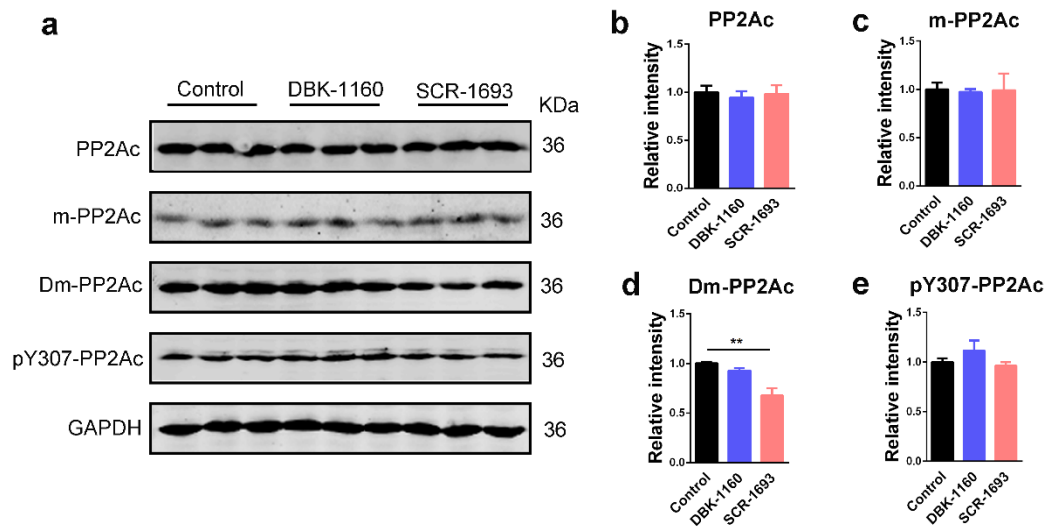 a
Control DBK-1160 SCR-1693
KDa
PP2Ac 36
m-PP2Ac 36
Dm-PP2Ac 36
pY307-PP2Ac 36
GAPDH 36
b
PP2Ac
Relative intensity
1.5
1.0
0.5
0.0
Control
DBK-1160
SCR-1693
c
m-PP2Ac
Relative intensity
1.5
1.0
0.5
0.0
Control
DBK-1160
SCR-1693
d
Dm-PP2Ac
Relative intensity
1.5
1.0
0.5
0.0
**
Control
DBK-1160
SCR-1693
e
pY307-PP2Ac
Relative intensity
1.5
1.0
0.5
0.0
Control
DBK-1160
SCR-1693